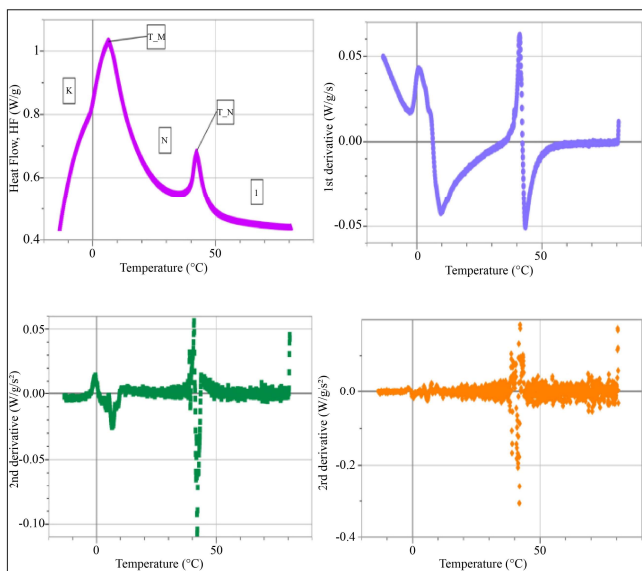 Heat Flow, HF (W/g)
1
0.8
0.6
0.4
K
T_M
N
T_N
1
0
50
Temperature (°C)
1st derivative (W/g/s)
0.05
0.00
-0.05
0
50
Temperature (°C)
2nd derivative (W/g/s²)
0.05
0.00
-0.05
-0.10
0
50
Temperature (°C)
2rd derivative (W/g/s²)
0.0
-0.2
-0.4
0
50
Temperature (°C)